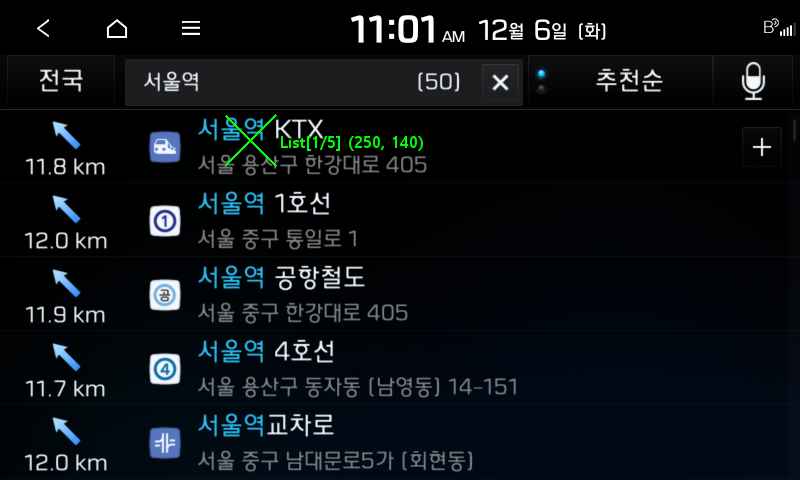 11:01 AM 12월 6일 (화) B
전국 서울역 (50) 추천순
서울역 KTX
List[1/5] (250, 140)
11.8 km 서울 용산구 한강대로 405
서울역 1호선
12.0 km 1 서울 중구 통일로 1
서울역 공항철도
11.9 km 공 서울 중구 한강대로 405
서울역 4호선
11.7 km 4 서울 용산구 동자동 (남영동) 14-151
서울역교차로
12.0 km 서울 중구 남대문로5가 (회현동)